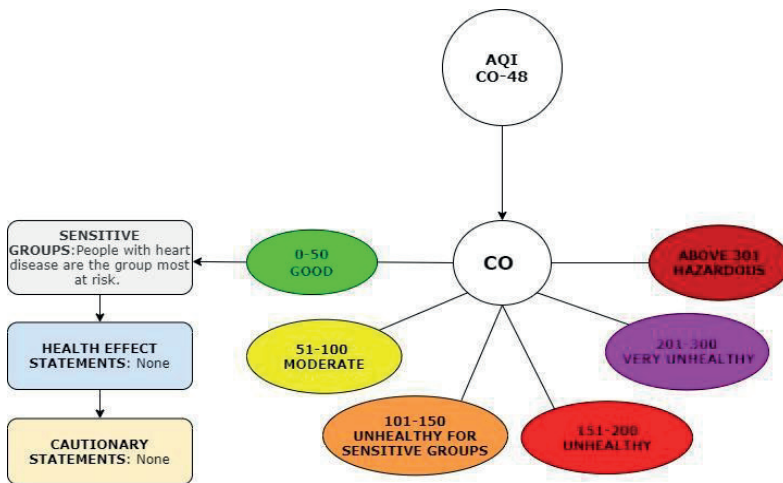 AQI
CO-48
SENSITIVE
GROUPS:People with heart
disease are the group most
at risk.
0-50
GOOD
CO
ABOVE 301
HAZARDOUS
HEALTH EFFECT
STATEMENTS: None
51-100
MODERATE
201-300
VERY UNHEALTHY
CAUTIONARY
STATEMENTS: None
101-150
UNHEALTHY FOR
SENSITIVE GROUPS
151-200
UNHEALTHY